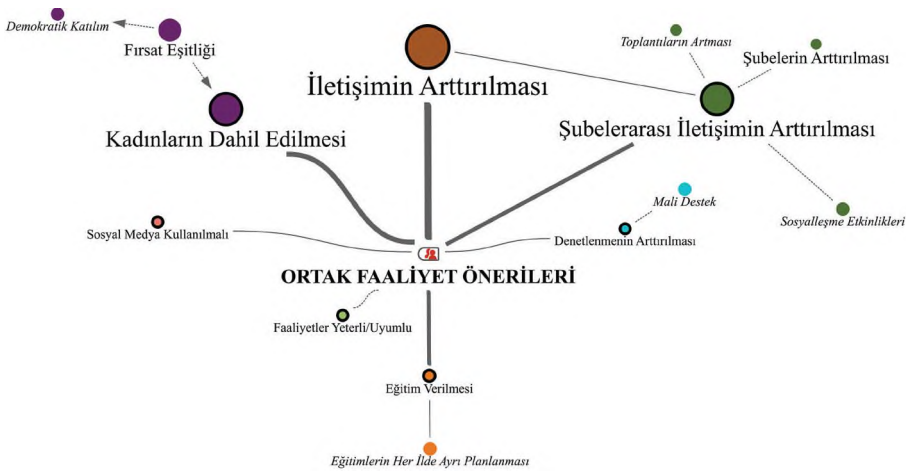 Demokratik Katılım
Fırsat Eşitliği
Kadınların Dahil Edilmesi
İletişimin Arttırılması
Toplantıların Artması
Şubelerin Arttırılması
Şubelerarası İletişimin Arttırılması
Mali Destek
Sosyalleşme Etkinlikleri
Sosyal Medya Kullanılmalı
Denetlenmenin Arttırılması
ORTAK FAALİYET ÖNERİLERİ
Faaliyetler Yeterli/Uyumlu
Eğitim Verilmesi
Eğitimlerin Her İlde Ayrı Planlanması